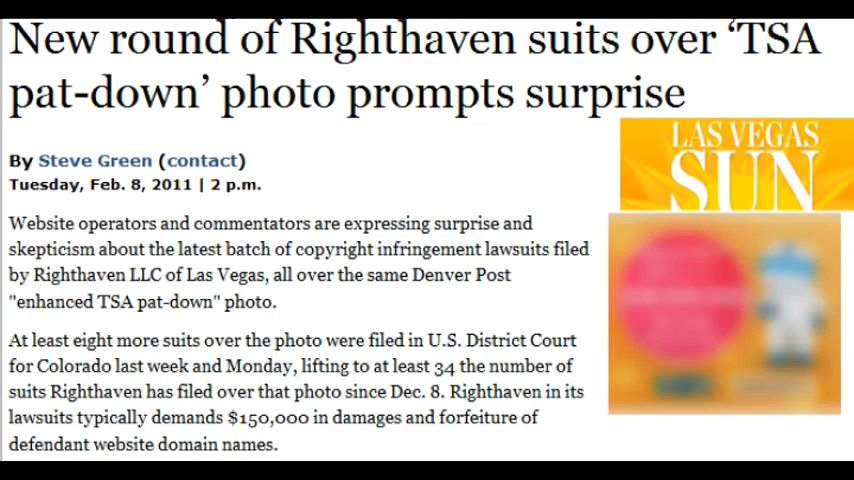 New round of Righthaven suits over ‘TSA
pat-down’ photo prompts surprise
By Steve Green (contact)
Tuesday, Feb. 8, 2011 | 2 p.m.
LAS VEGAS
SUN
Website operators and commentators are expressing surprise and
skepticism about the latest batch of copyright infringement lawsuits filed
by Righthaven LLC of Las Vegas, all over the same Denver Post
"enhanced TSA pat-down" photo.
At least eight more suits over the photo were filed in U.S. District Court
for Colorado last week and Monday, lifting to at least 34 the number of
suits Righthaven has filed over that photo since Dec. 8. Righthaven in its
lawsuits typically demands $150,000 in damages and forfeiture of
defendant website domain names.